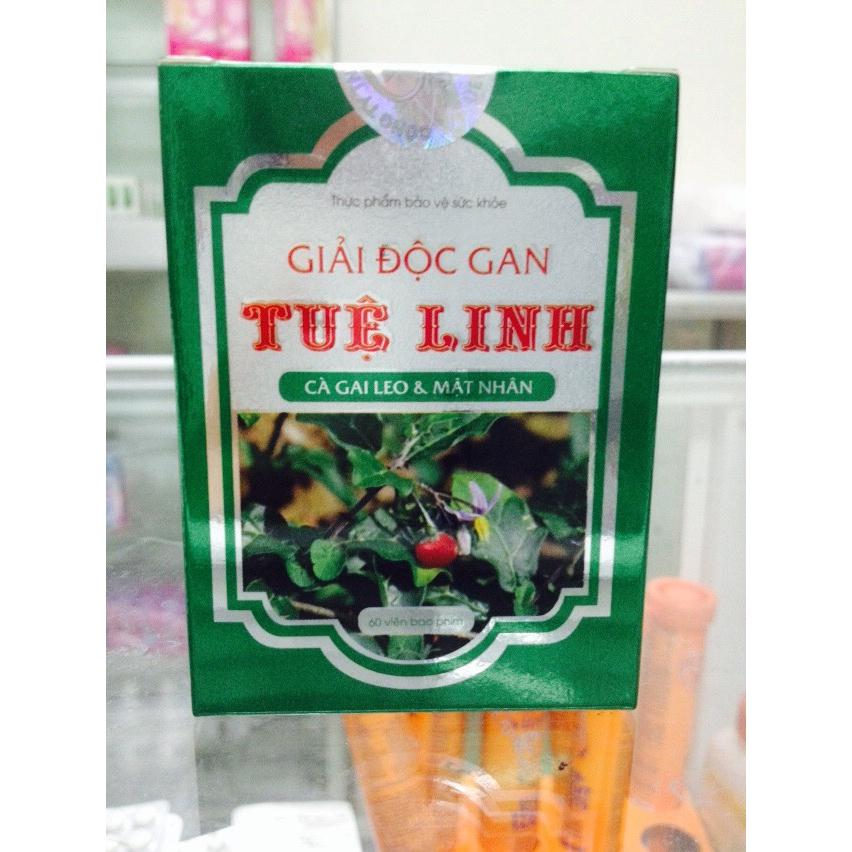 Thực phẩm bảo vệ sức khỏe
GIẢI ĐỘC GAN
TUỆ LINH
CÀ GAI LEO & MẬT NHÂN
60 viên bao phim